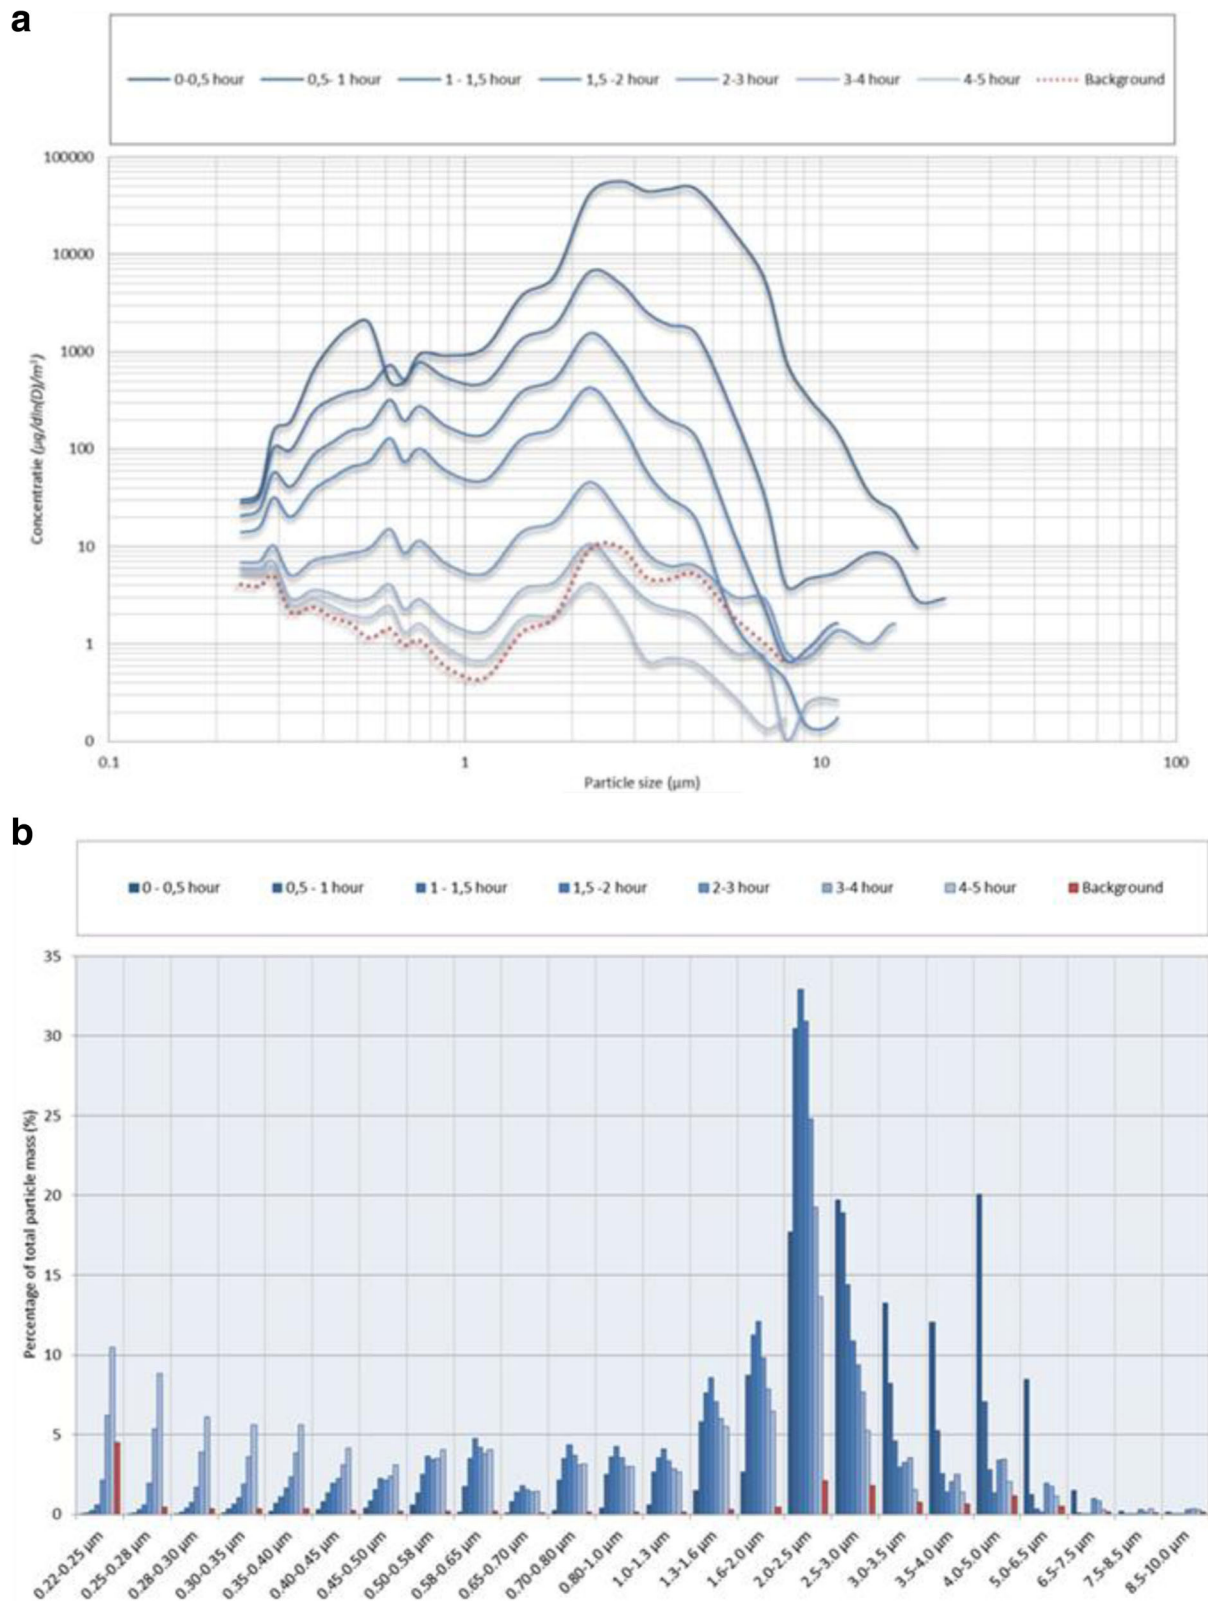 a
0-0,5 hour 0,5- 1 hour 1 - 1,5 hour 1,5 -2 hour 2-3 hour 3-4 hour 4-5 hour Background
100000
10000
1000
100
10
1
0
Concentratie (µg/dln(D)/m³)
0.1 1 10 100
Particle size (µm)
b
0 - 0,5 hour 0,5 - 1 hour 1 - 1,5 hour 1,5 -2 hour 2-3 hour 3-4 hour 4-5 hour Background
35
30
25
20
15
10
5
0
Percentage of total particle mass (%)
0.22-0.25 µm
0.25-0.28 µm
0.28-0.30 µm
0.30-0.35 µm
0.35-0.40 µm
0.40-0.45 µm
0.45-0.50 µm
0.50-0.58 µm
0.58-0.65 µm
0.65-0.70 µm
0.70-0.80 µm
0.80-1.0 µm
1.0-1.3 µm
1.3-1.6 µm
1.6-2.0 µm
2.0-2.5 µm
2.5-3.0 µm
3.0-3.5 µm
3.5-4.0 µm
4.0-5.0 µm
5.0-6.5 µm
6.5-7.5 µm
7.5-8.5 µm
8.5-10.0 µm